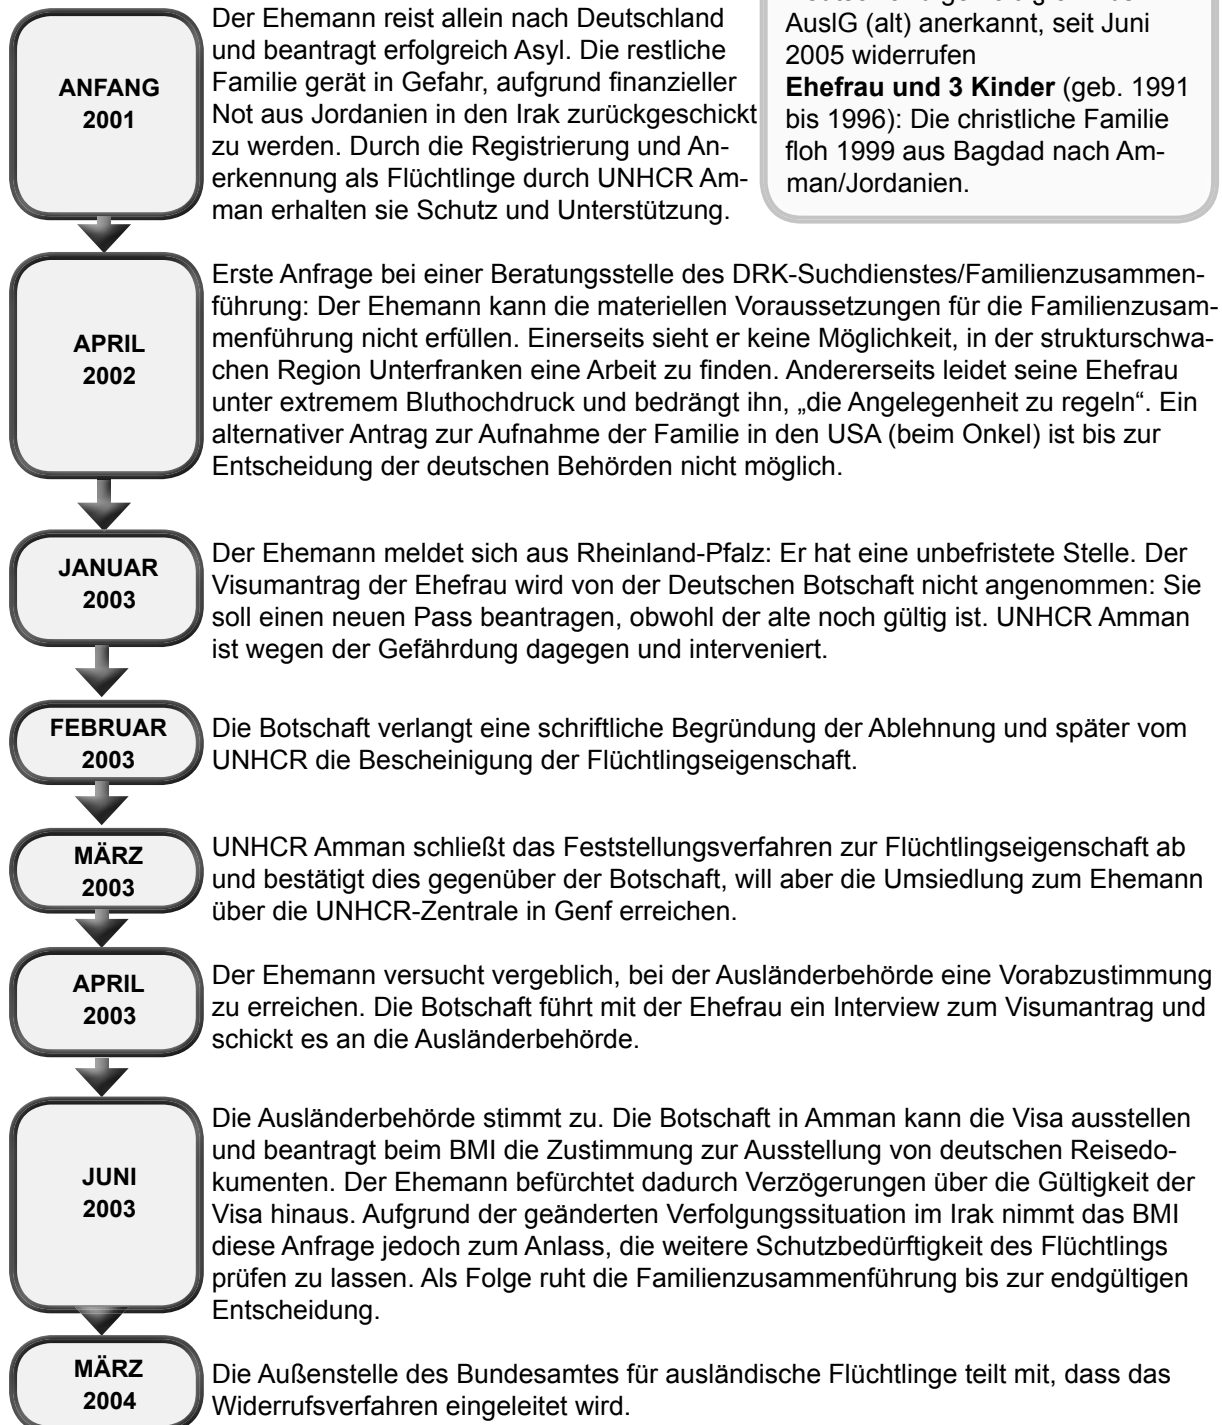 AuslG (alt) anerkannt, seit Juni
2005 widerrufen
Ehefrau und 3 Kinder (geb. 1991
bis 1996): Die christliche Familie
floh 1999 aus Bagdad nach Am-
man/Jordanien.
ANFANG
2001
Der Ehemann reist allein nach Deutschland
und beantragt erfolgreich Asyl. Die restliche
Familie gerät in Gefahr, aufgrund finanzieller
Not aus Jordanien in den Irak zurückgeschickt
zu werden. Durch die Registrierung und An-
erkennung als Flüchtlinge durch UNHCR Am-
man erhalten sie Schutz und Unterstützung.
APRIL
2002
Erste Anfrage bei einer Beratungsstelle des DRK-Suchdienstes/Familienzusammen-
führung: Der Ehemann kann die materiellen Voraussetzungen für die Familienzusam-
menführung nicht erfüllen. Einerseits sieht er keine Möglichkeit, in der strukturschwa-
chen Region Unterfranken eine Arbeit zu finden. Andererseits leidet seine Ehefrau
unter extremem Bluthochdruck und bedrängt ihn, „die Angelegenheit zu regeln“. Ein
alternativer Antrag zur Aufnahme der Familie in den USA (beim Onkel) ist bis zur
Entscheidung der deutschen Behörden nicht möglich.
JANUAR
2003
Der Ehemann meldet sich aus Rheinland-Pfalz: Er hat eine unbefristete Stelle. Der
Visumantrag der Ehefrau wird von der Deutschen Botschaft nicht angenommen: Sie
soll einen neuen Pass beantragen, obwohl der alte noch gültig ist. UNHCR Amman
ist wegen der Gefährdung dagegen und interveniert.
FEBRUAR
2003
Die Botschaft verlangt eine schriftliche Begründung der Ablehnung und später vom
UNHCR die Bescheinigung der Flüchtlingseigenschaft.
MÄRZ
2003
UNHCR Amman schließt das Feststellungsverfahren zur Flüchtlingseigenschaft ab
und bestätigt dies gegenüber der Botschaft, will aber die Umsiedlung zum Ehemann
über die UNHCR-Zentrale in Genf erreichen.
APRIL
2003
Der Ehemann versucht vergeblich, bei der Ausländerbehörde eine Vorabzustimmung
zu erreichen. Die Botschaft führt mit der Ehefrau ein Interview zum Visumantrag und
schickt es an die Ausländerbehörde.
JUNI
2003
Die Ausländerbehörde stimmt zu. Die Botschaft in Amman kann die Visa ausstellen
und beantragt beim BMI die Zustimmung zur Ausstellung von deutschen Reisedo-
kumenten. Der Ehemann befürchtet dadurch Verzögerungen über die Gültigkeit der
Visa hinaus. Aufgrund der geänderten Verfolgungssituation im Irak nimmt das BMI
diese Anfrage jedoch zum Anlass, die weitere Schutzbedürftigkeit des Flüchtlings
prüfen zu lassen. Als Folge ruht die Familienzusammenführung bis zur endgültigen
Entscheidung.
MÄRZ
2004
Die Außenstelle des Bundesamtes für ausländische Flüchtlinge teilt mit, dass das
Widerrufsverfahren eingeleitet wird.